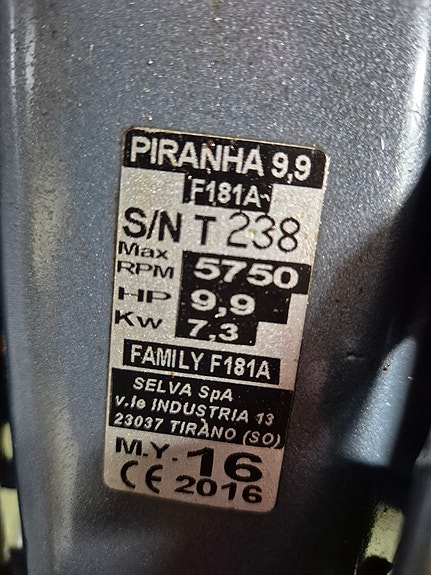 PIRANHA 9,9
F181A
S/N T 238
Max
RPM 5750
HP 9,9
Kw 7,3
FAMILY F181A
SELVA SpA
v.le INDUSTRIA 13
23037 TIRANO (SO)
M.Y. 16
CE 2016